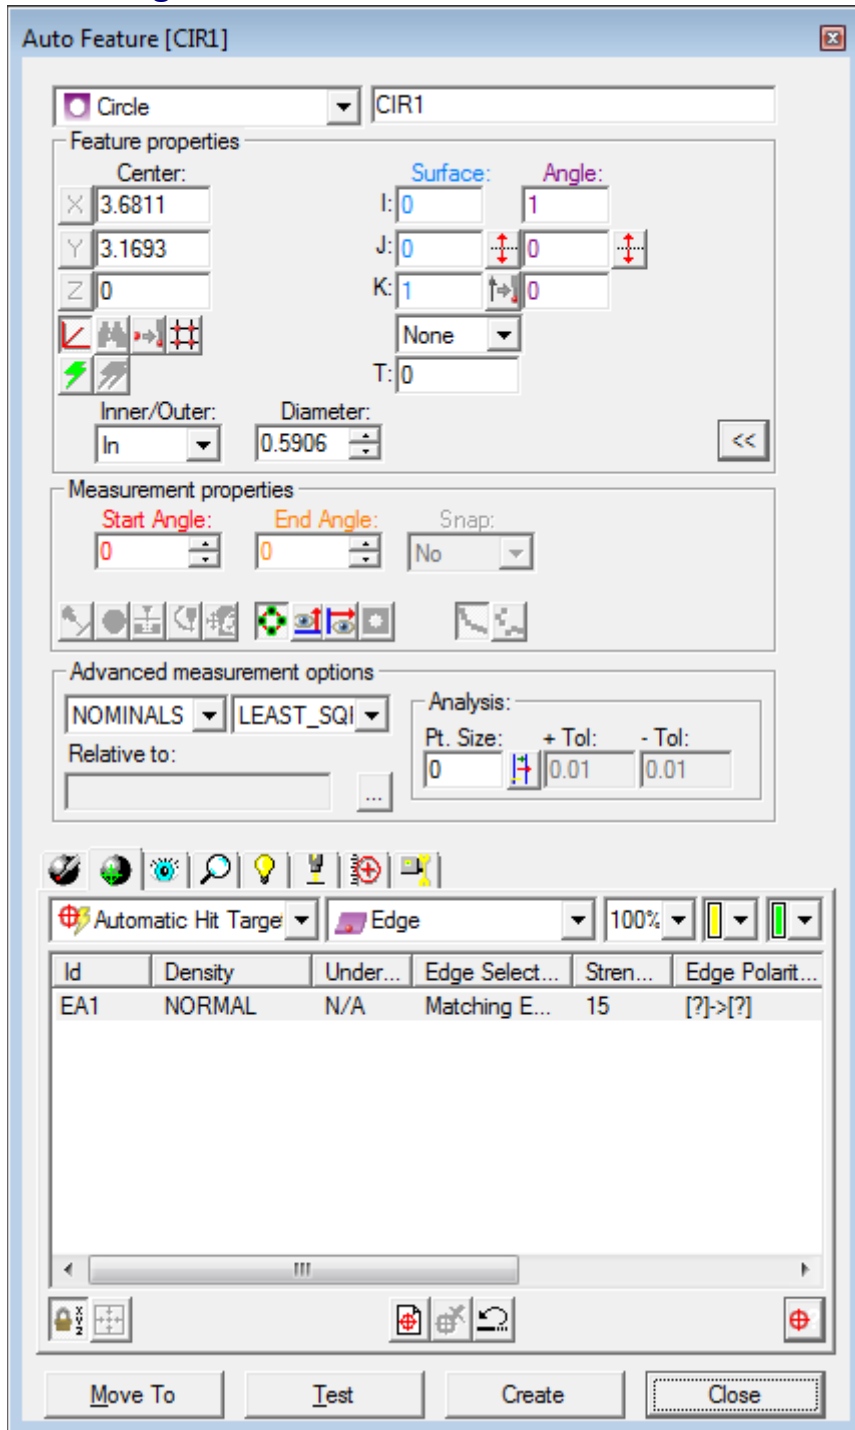 Auto Feature [CIR1]
Circle CIR1
Feature properties
Center: Surface: Angle:
X 3.6811 I: 0 1
Y 3.1693 J: 0 0
Z 0 K: 1 0
None
T: 0
Inner/Outer: Diameter:
In 0.5906 <<
Measurement properties
Start Angle: End Angle: Snap:
0 0 No
Advanced measurement options
NOMINALS LEAST_SQI Analysis:
Pt. Size: + Tol: - Tol:
Relative to: 0 0.01 0.01
...
Automatic Hit Targe Edge 100%
Id Density Under... Edge Select... Stren... Edge Polarit...
EA1 NORMAL N/A Matching E... 15 [?]->[?]
XYZ
Move To Test Create Close